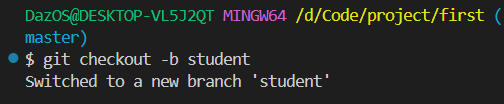 DazOS@DESKTOP-VL5J2QT MINGW64 /d/Code/project/first (
master)
$ git checkout -b student
Switched to a new branch 'student'